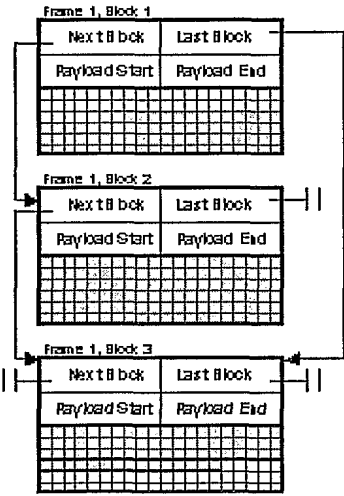 Frame 1, Block 1
Next Block Last Block
Payload Start Payload End
Frame 1, Block 2
Next Block Last Block
Payload Start Payload End
Frame 1, Block 3
Next Block Last Block
Payload Start Payload End